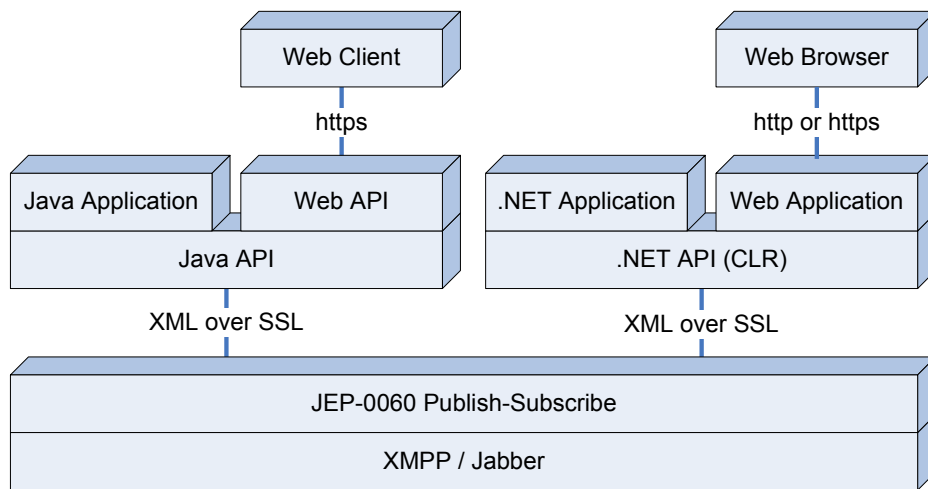 Web Client
Web Browser
https
http or https
Java Application
Web API
.NET Application
Web Application
Java API
.NET API (CLR)
XML over SSL
XML over SSL
JEP-0060 Publish-Subscribe
XMPP / Jabber